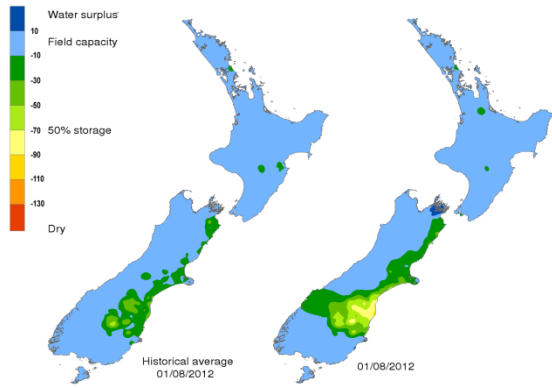 Water surplus
10
Field capacity
-10
-30
-50
50% storage
-70
-90
-110
-130
Dry
Historical average
01/08/2012
01/08/2012